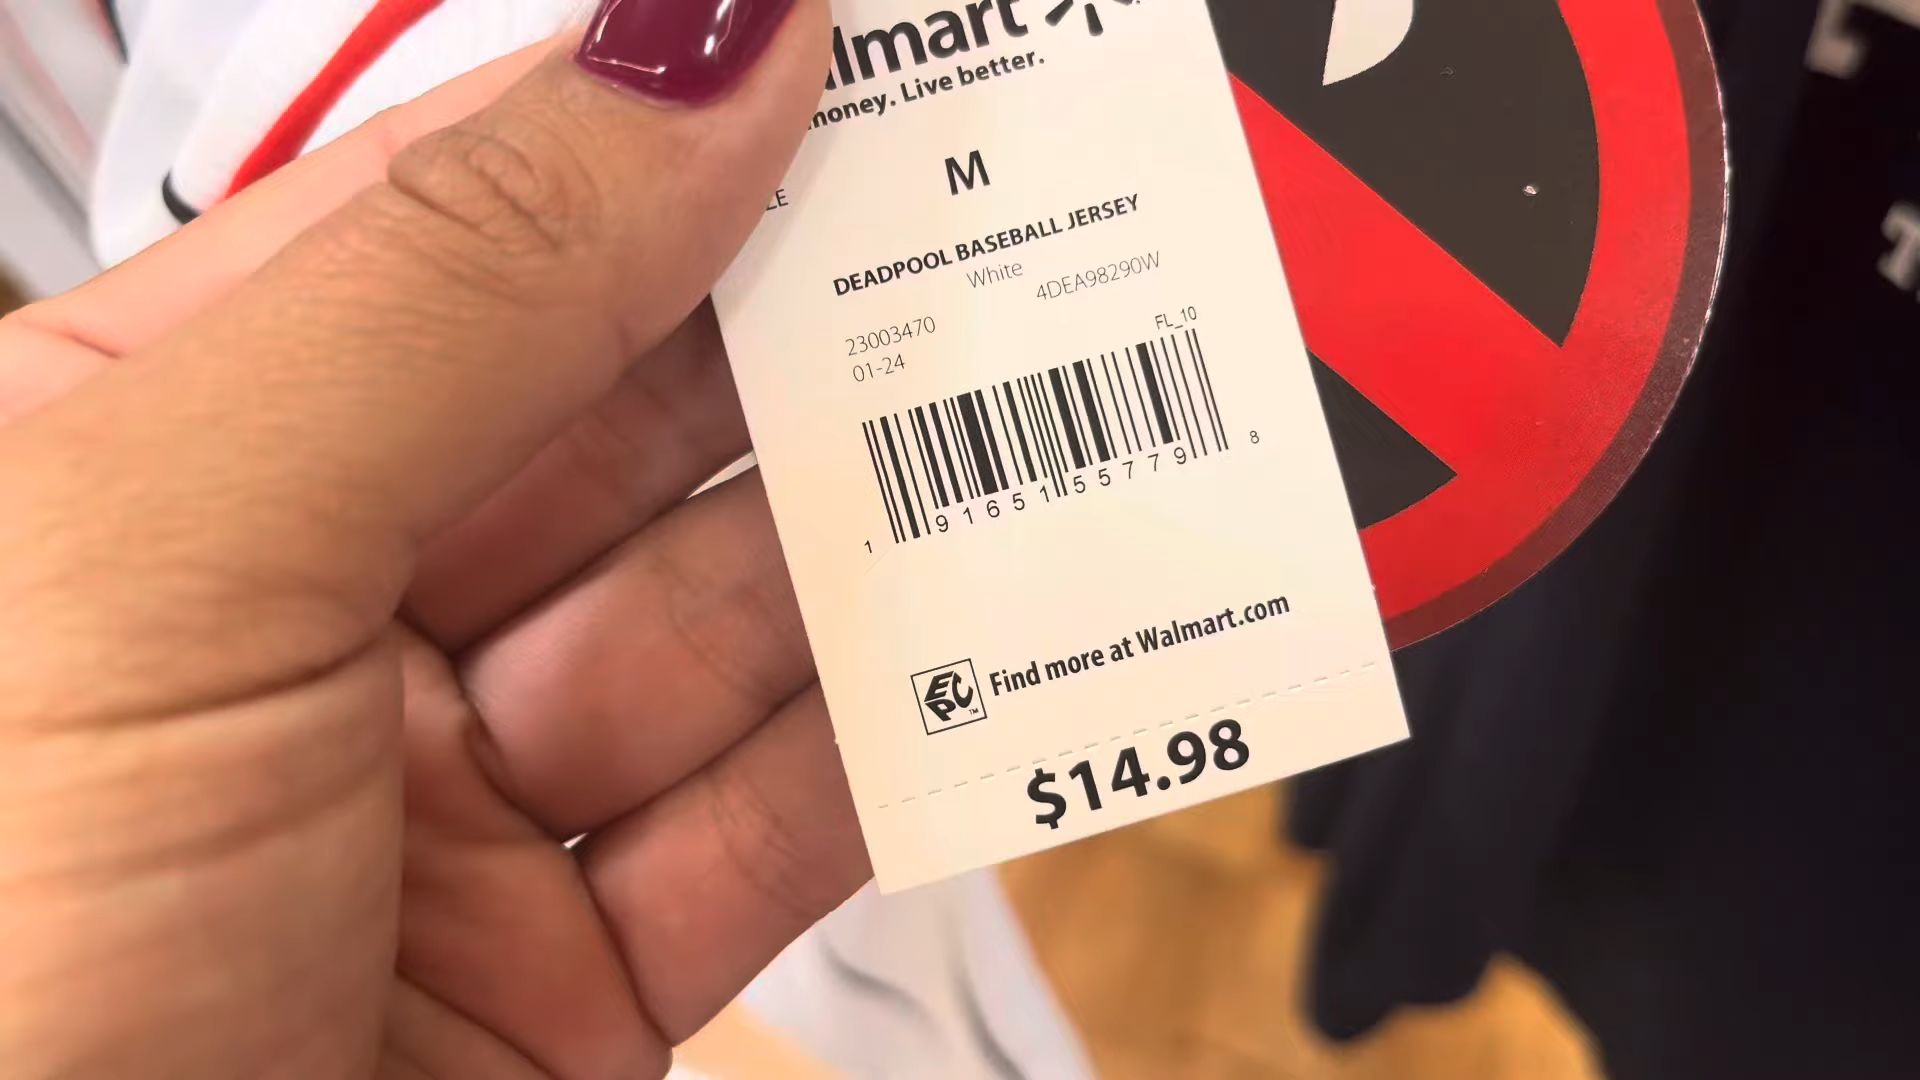 lmart
money. Live better.
M
DEADPOOL BASEBALL JERSEY
White
4DEA98290W
23003470
01-24
FL_10
1 91651 55779 8
EPC™
Find more at Walmart.com
$14.98